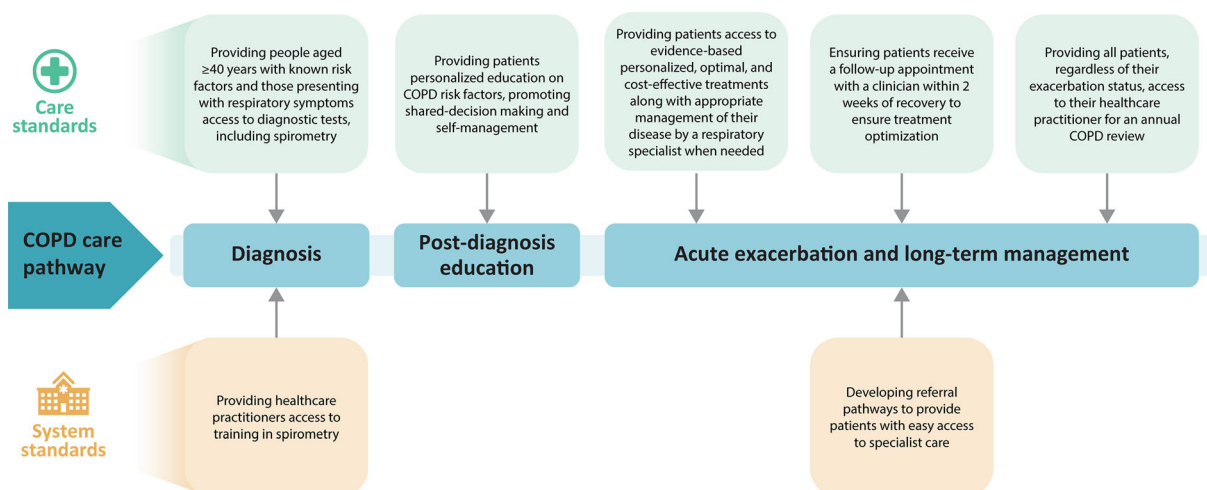 Care
standards
Providing people aged
≥40 years with known risk
factors and those presenting
with respiratory symptoms
access to diagnostic tests,
including spirometry
Providing patients
personalized education on
COPD risk factors, promoting
shared-decision making and
self-management
Providing patients access to
evidence-based
personalized, optimal, and
cost-effective treatments
along with appropriate
management of their
disease by a respiratory
specialist when needed
Ensuring patients receive
a follow-up appointment
with a clinician within 2
weeks of recovery to
ensure treatment
optimization
Providing all patients,
regardless of their
exacerbation status, access
to their healthcare
practitioner for an annual
COPD review
COPD care
pathway
Diagnosis
Post-diagnosis
education
Acute exacerbation and long-term management
System
standards
Providing healthcare
practitioners access to
training in spirometry
Developing referral
pathways to provide
patients with easy access
to specialist care